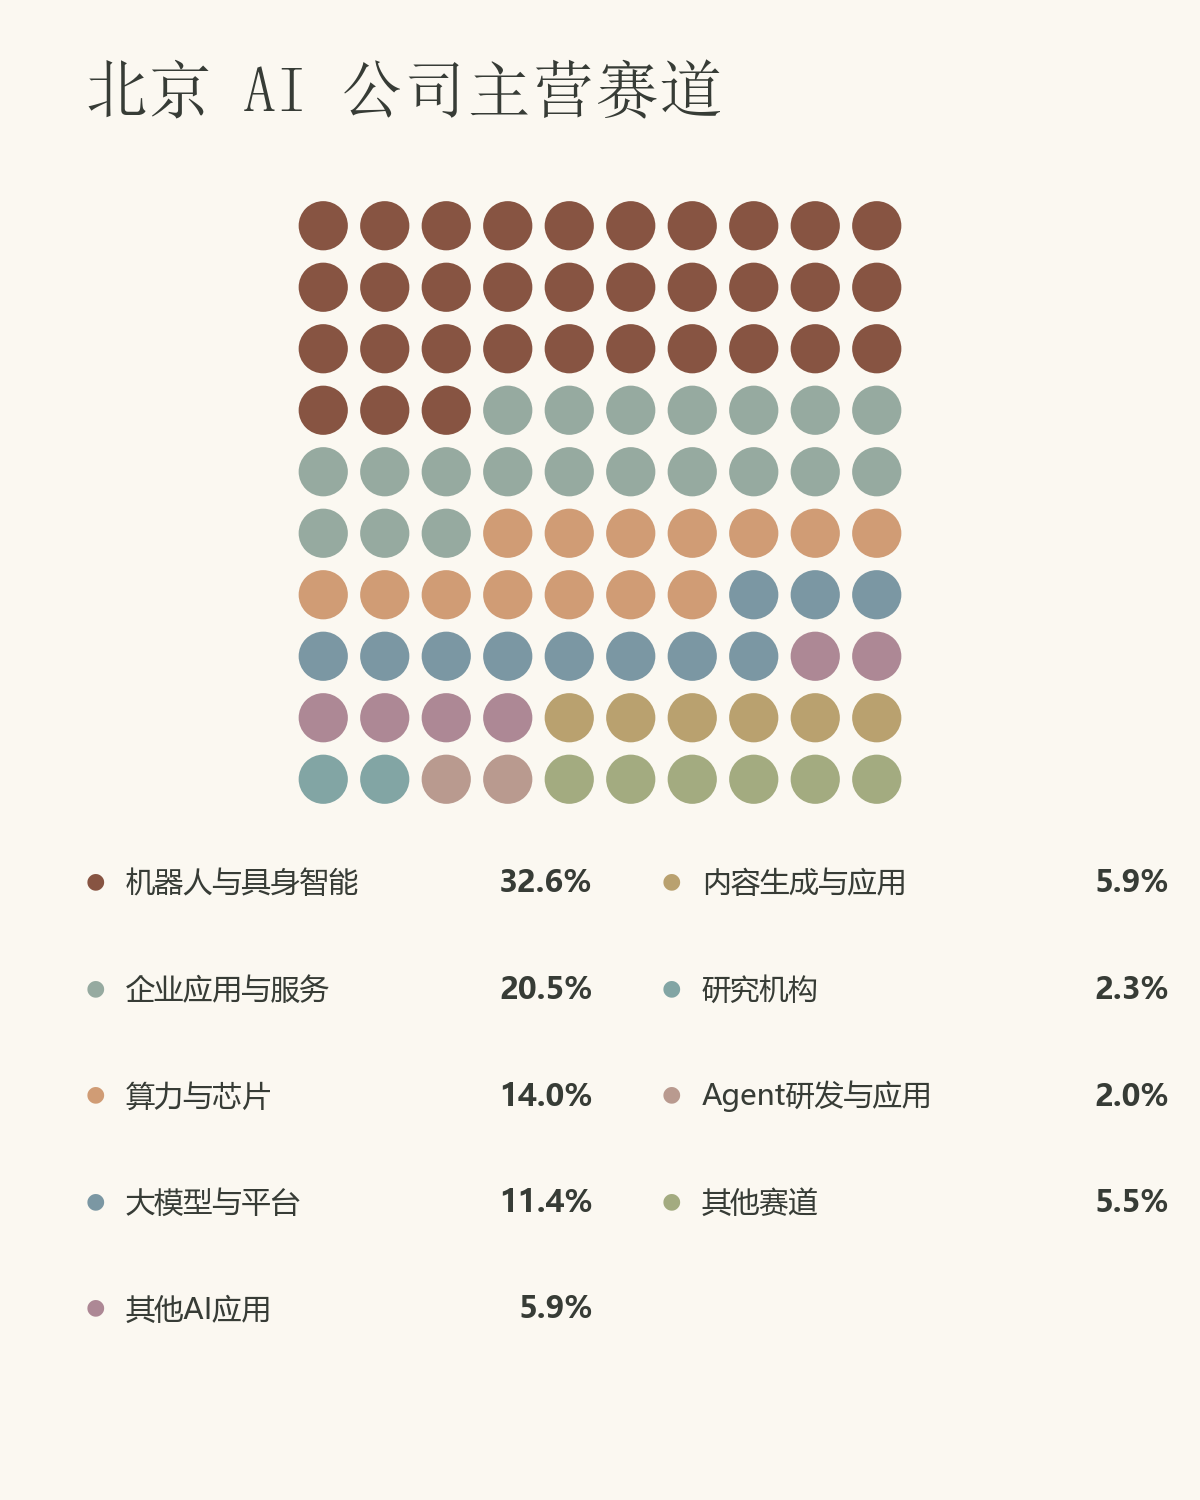 北京 AI 公司主营赛道
机器人与具身智能 32.6%
内容生成与应用 5.9%
企业应用与服务 20.5%
研究机构 2.3%
算力与芯片 14.0%
Agent研发与应用 2.0%
大模型与平台 11.4%
其他赛道 5.5%
其他AI应用 5.9%